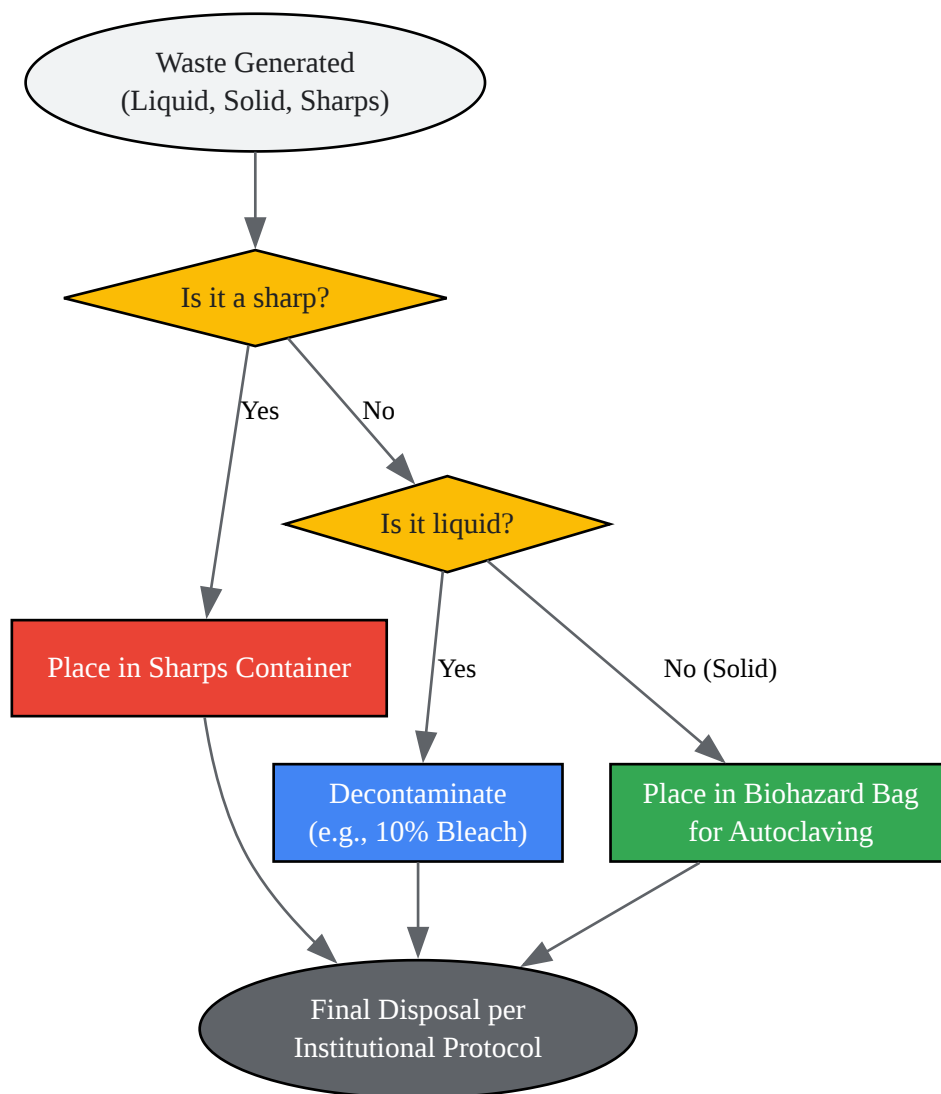 Waste Generated
(Liquid, Solid, Sharps)
Is it a sharp?
Yes
No
Is it liquid?
Place in Sharps Container
Yes
No (Solid)
Decontaminate
(e.g., 10% Bleach)
Place in Biohazard Bag
for Autoclaving
Final Disposal per
Institutional Protocol